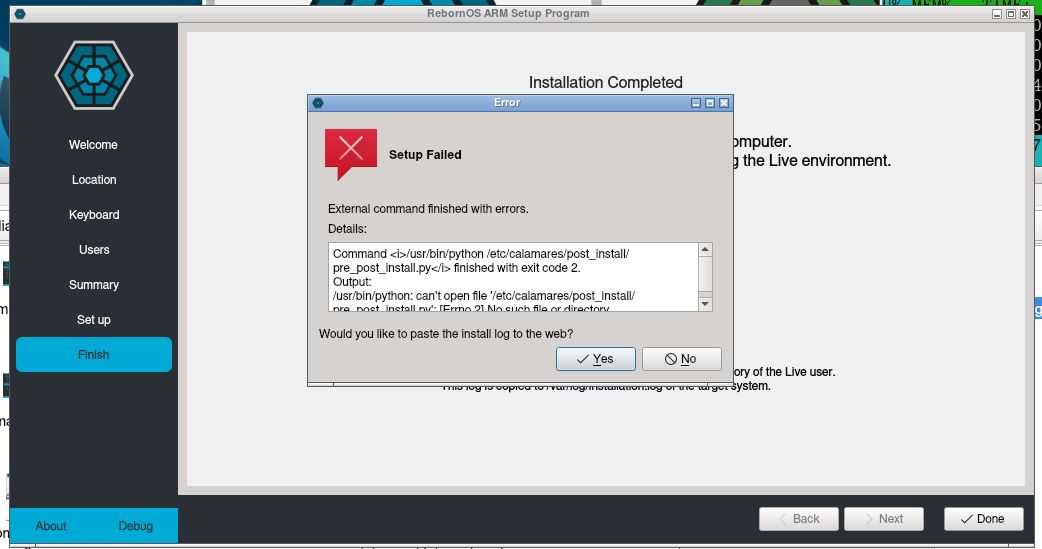 RebornOS ARM Setup Program
Installation Completed
Error
omputer.
g the Live environment.
Setup Failed
Welcome
Location
Keyboard
Users
Summary
Set up
Finish
External command finished with errors.
Details:
Command <i>/usr/bin/python /etc/calamares/post_install/
pre_post_install.py</i> finished with exit code 2.
Output:
/usr/bin/python: can't open file '/etc/calamares/post_install/
pre_post_install.py': [Errno 2] No such file or directory
Would you like to paste the install log to the web?
Yes
No
ory of the Live user.
This log is copied to /var/log/installation.log of the target system.
About
Debug
Back
Next
Done